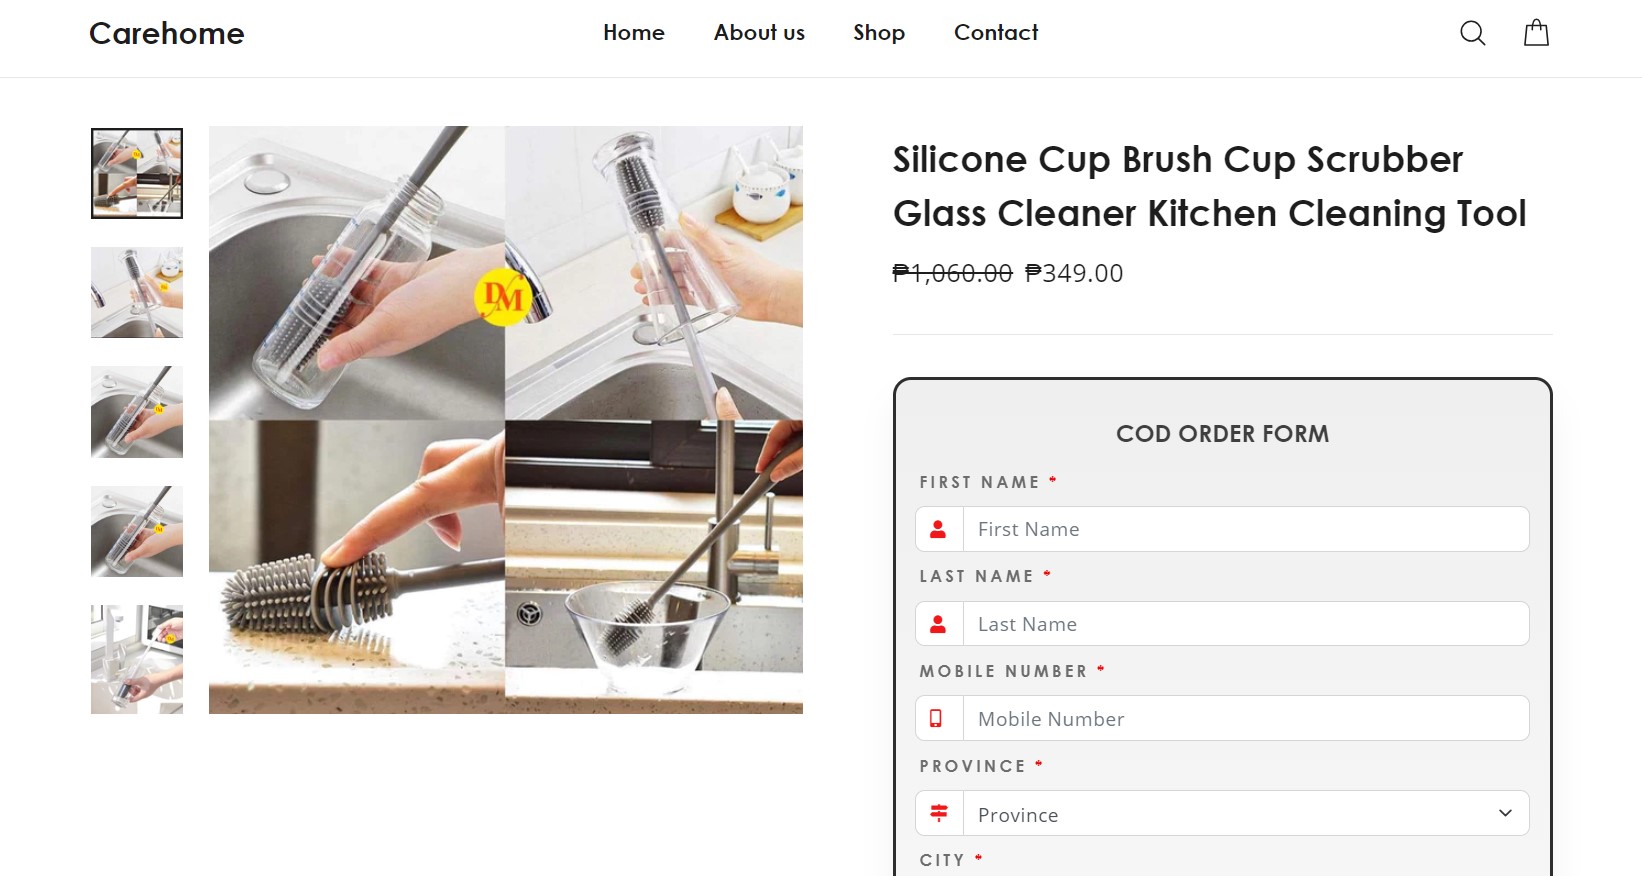 Carehome
Home
About us
Shop
Contact
DM
Silicone Cup Brush Cup Scrubber
Glass Cleaner Kitchen Cleaning Tool
₱1,060.00 ₱349.00
COD ORDER FORM
FIRST NAME *
First Name
LAST NAME *
Last Name
MOBILE NUMBER *
Mobile Number
PROVINCE *
Province
CITY *